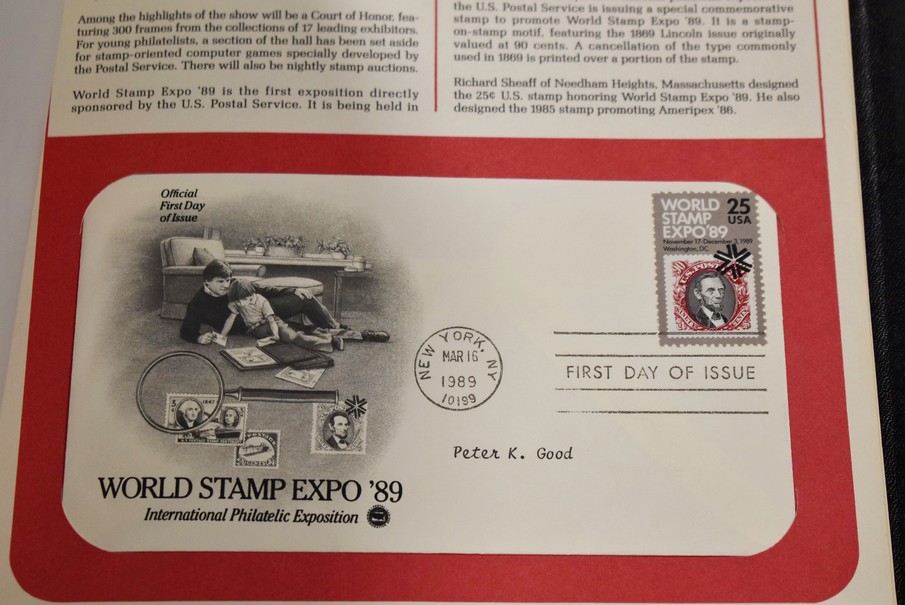 Among the highlights of the show will be a Court of Honor, fea-
turing 300 frames from the collections of 17 leading exhibitors.
For young philatelists, a section of the hall has been set aside
for stamp-oriented computer games specially developed by
the Postal Service. There will also be nightly stamp auctions.
World Stamp Expo '89 is the first exposition directly
sponsored by the U.S. Postal Service. It is being held in
the U.S. Postal Service is issuing a special commemorative
stamp to promote World Stamp Expo '89. It is a stamp-
on-stamp motif, featuring the 1869 Lincoln issue originally
valued at 90 cents. A cancellation of the type commonly
used in 1869 is printed over a portion of the stamp.
Richard Sheaff of Needham Heights, Massachusetts designed
the 25¢ U.S. stamp honoring World Stamp Expo '89. He also
designed the 1985 stamp promoting Ameripex '86.
Official
First Day
of Issue
WORLD
STAMP
EXPO'89
25
USA
November 17-December 3, 1989
Washington, DC
U.S. POST
90
NEW YORK, NY
MAR 16
1989
10199
FIRST DAY OF ISSUE
1847
Peter K. Good
WORLD STAMP EXPO '89
International Philatelic Exposition